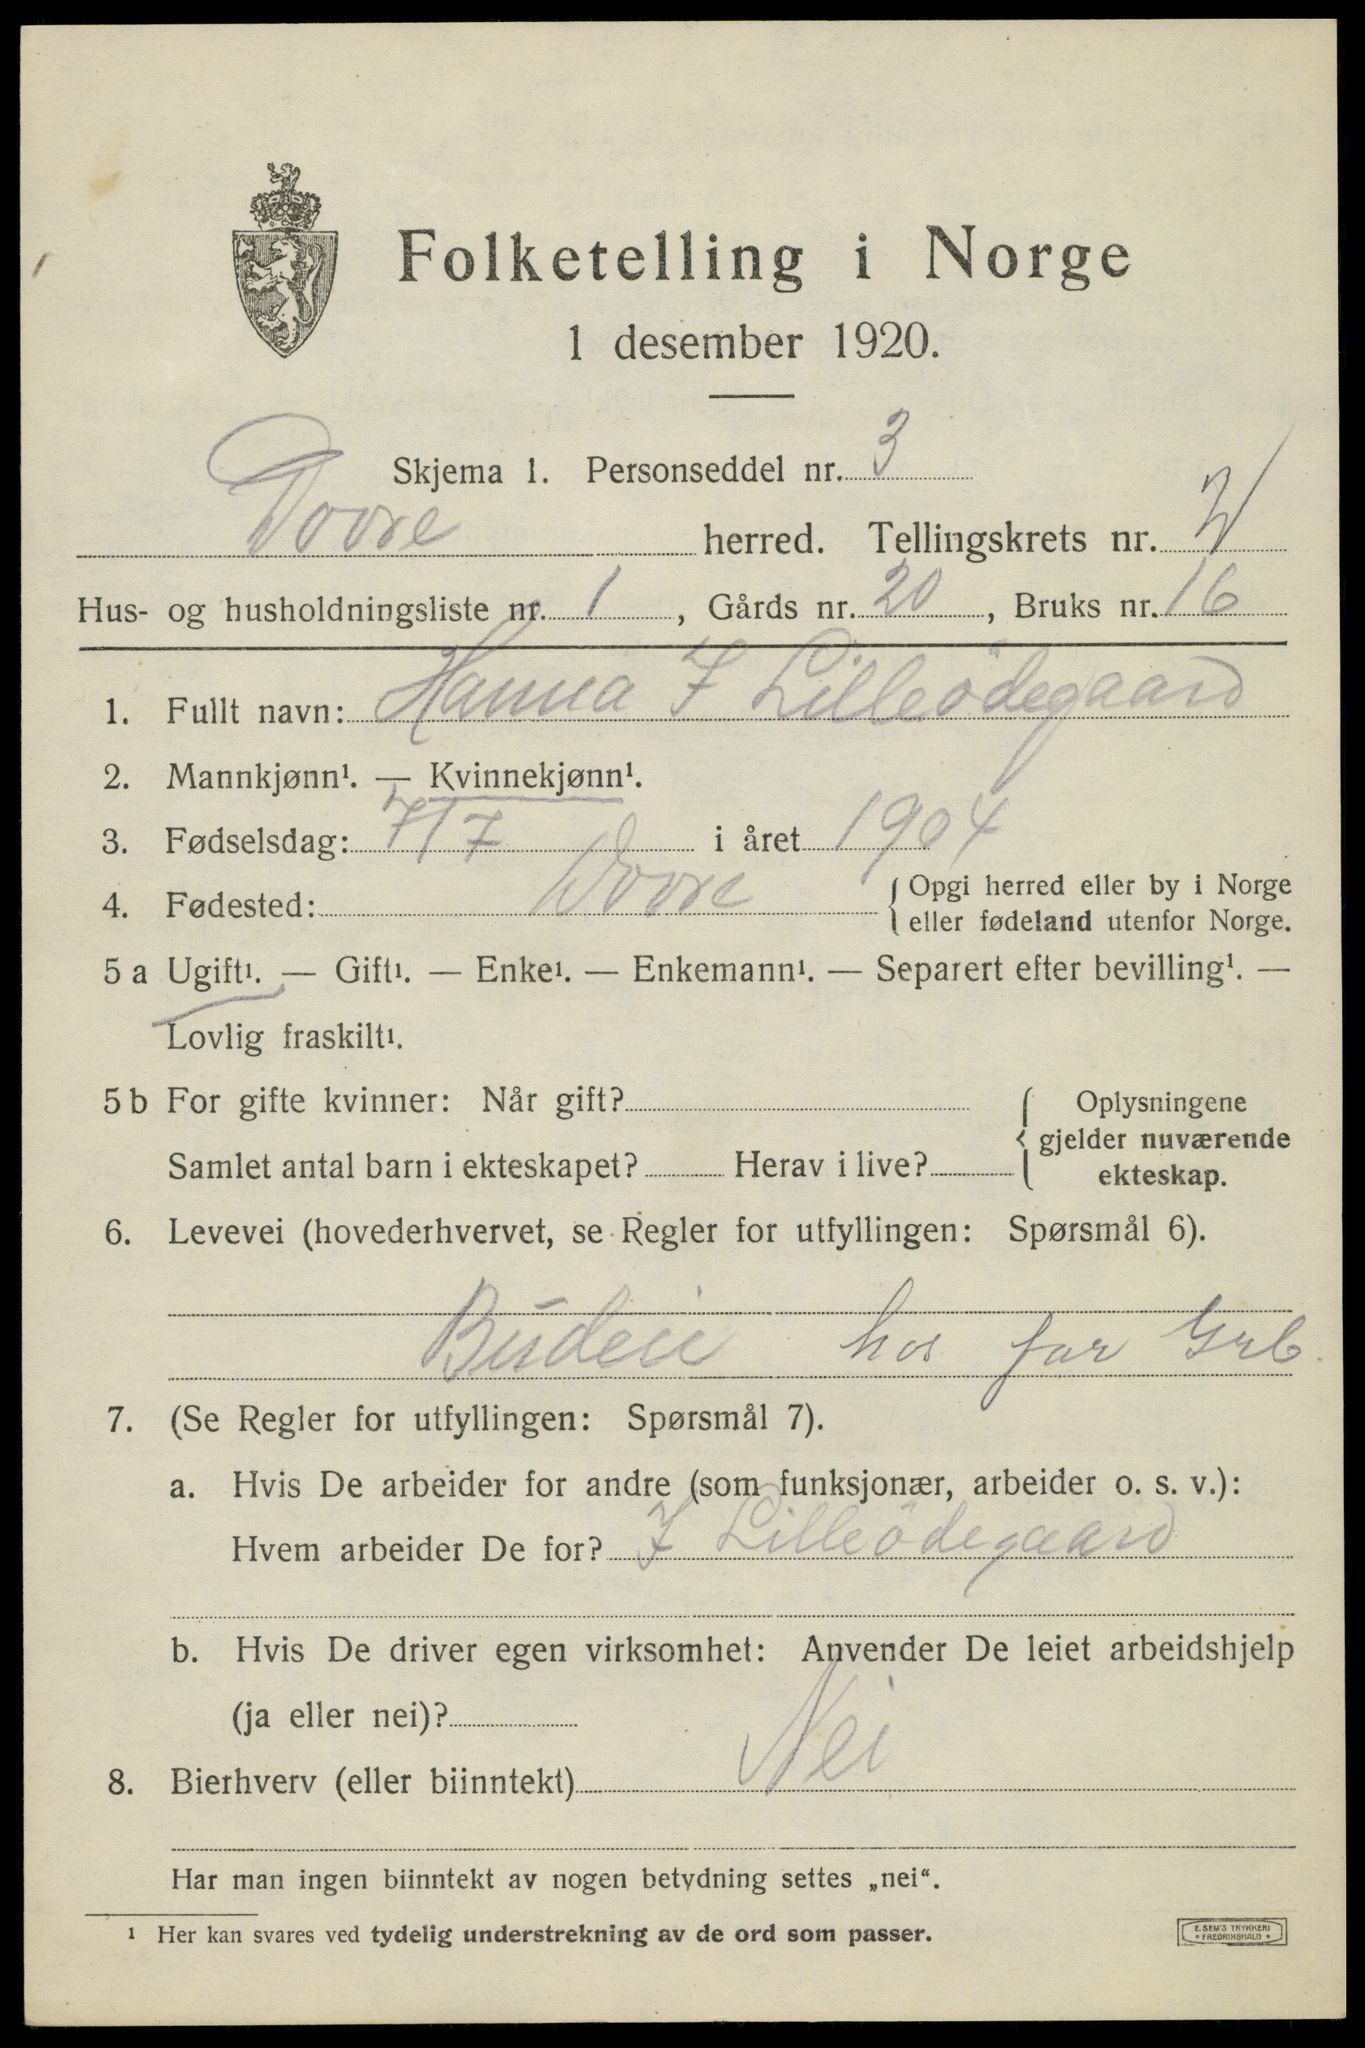 Folketelling i Norge
1 desember 1920.
Skjema 1. Personseddel nr. 3
Dovre herred. Tellingskrets nr. 2
Hus- og husholdningsliste nr. 1, Gårds nr. 20, Bruks nr. 16
1. Fullt navn: Hanna I Lilleödegaard
2. Mannkjønn¹. — Kvinnekjønn¹.
3. Fødselsdag: 7/7 i året 1904
4. Fødested: Dovre { Opgi herred eller by i Norge
eller fødeland utenfor Norge.
5 a Ugift¹. — Gift¹. — Enke¹. — Enkemann¹. — Separert efter bevilling¹. —
Lovlig fraskilt¹.
5 b For gifte kvinner: Når gift?
Samlet antal barn i ekteskapet? Herav i live?
{ Oplysningene
gjelder nuværende
ekteskap.
6. Levevei (hovederhvervet, se Regler for utfyllingen: Spørsmål 6).
Budeie hos far Grb.
7. (Se Regler for utfyllingen: Spørsmål 7).
a. Hvis De arbeider for andre (som funksjonær, arbeider o. s. v.):
Hvem arbeider De for? I Lilleödegaard
b. Hvis De driver egen virksomhet: Anvender De leiet arbeidshjelp
(ja eller nei)?
8. Bierhverv (eller biinntekt) Nei
Har man ingen biinntekt av nogen betydning settes „nei“.
¹ Her kan svares ved tydelig understrekning av de ord som passer.
E. SEM'S TRYKKERI
* FREDRIKSHALD *